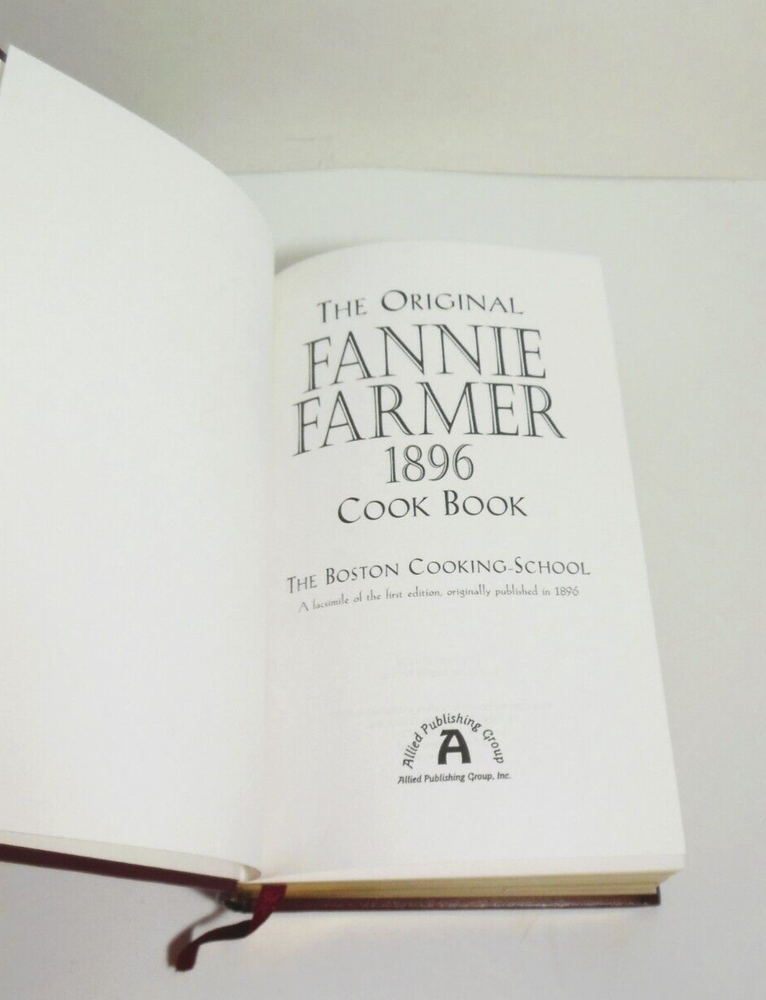 The Original
FANNIE
FARMER
1896
Cook Book
The Boston Cooking-School
A facsimile of the first edition, originally published in 1896
Allied Publishing Group
A
Allied Publishing Group, Inc.